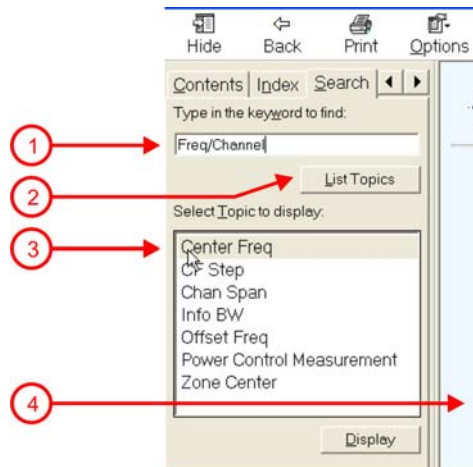 Hide Back Print Options
Contents Index Search
Type in the keyword to find:
1
Freq/Channel
2
List Topics
Select Topic to display:
3
Center Freq
CF Step
Chan Span
Info BW
Offset Freq
Power Control Measurement
Zone Center
4
Display